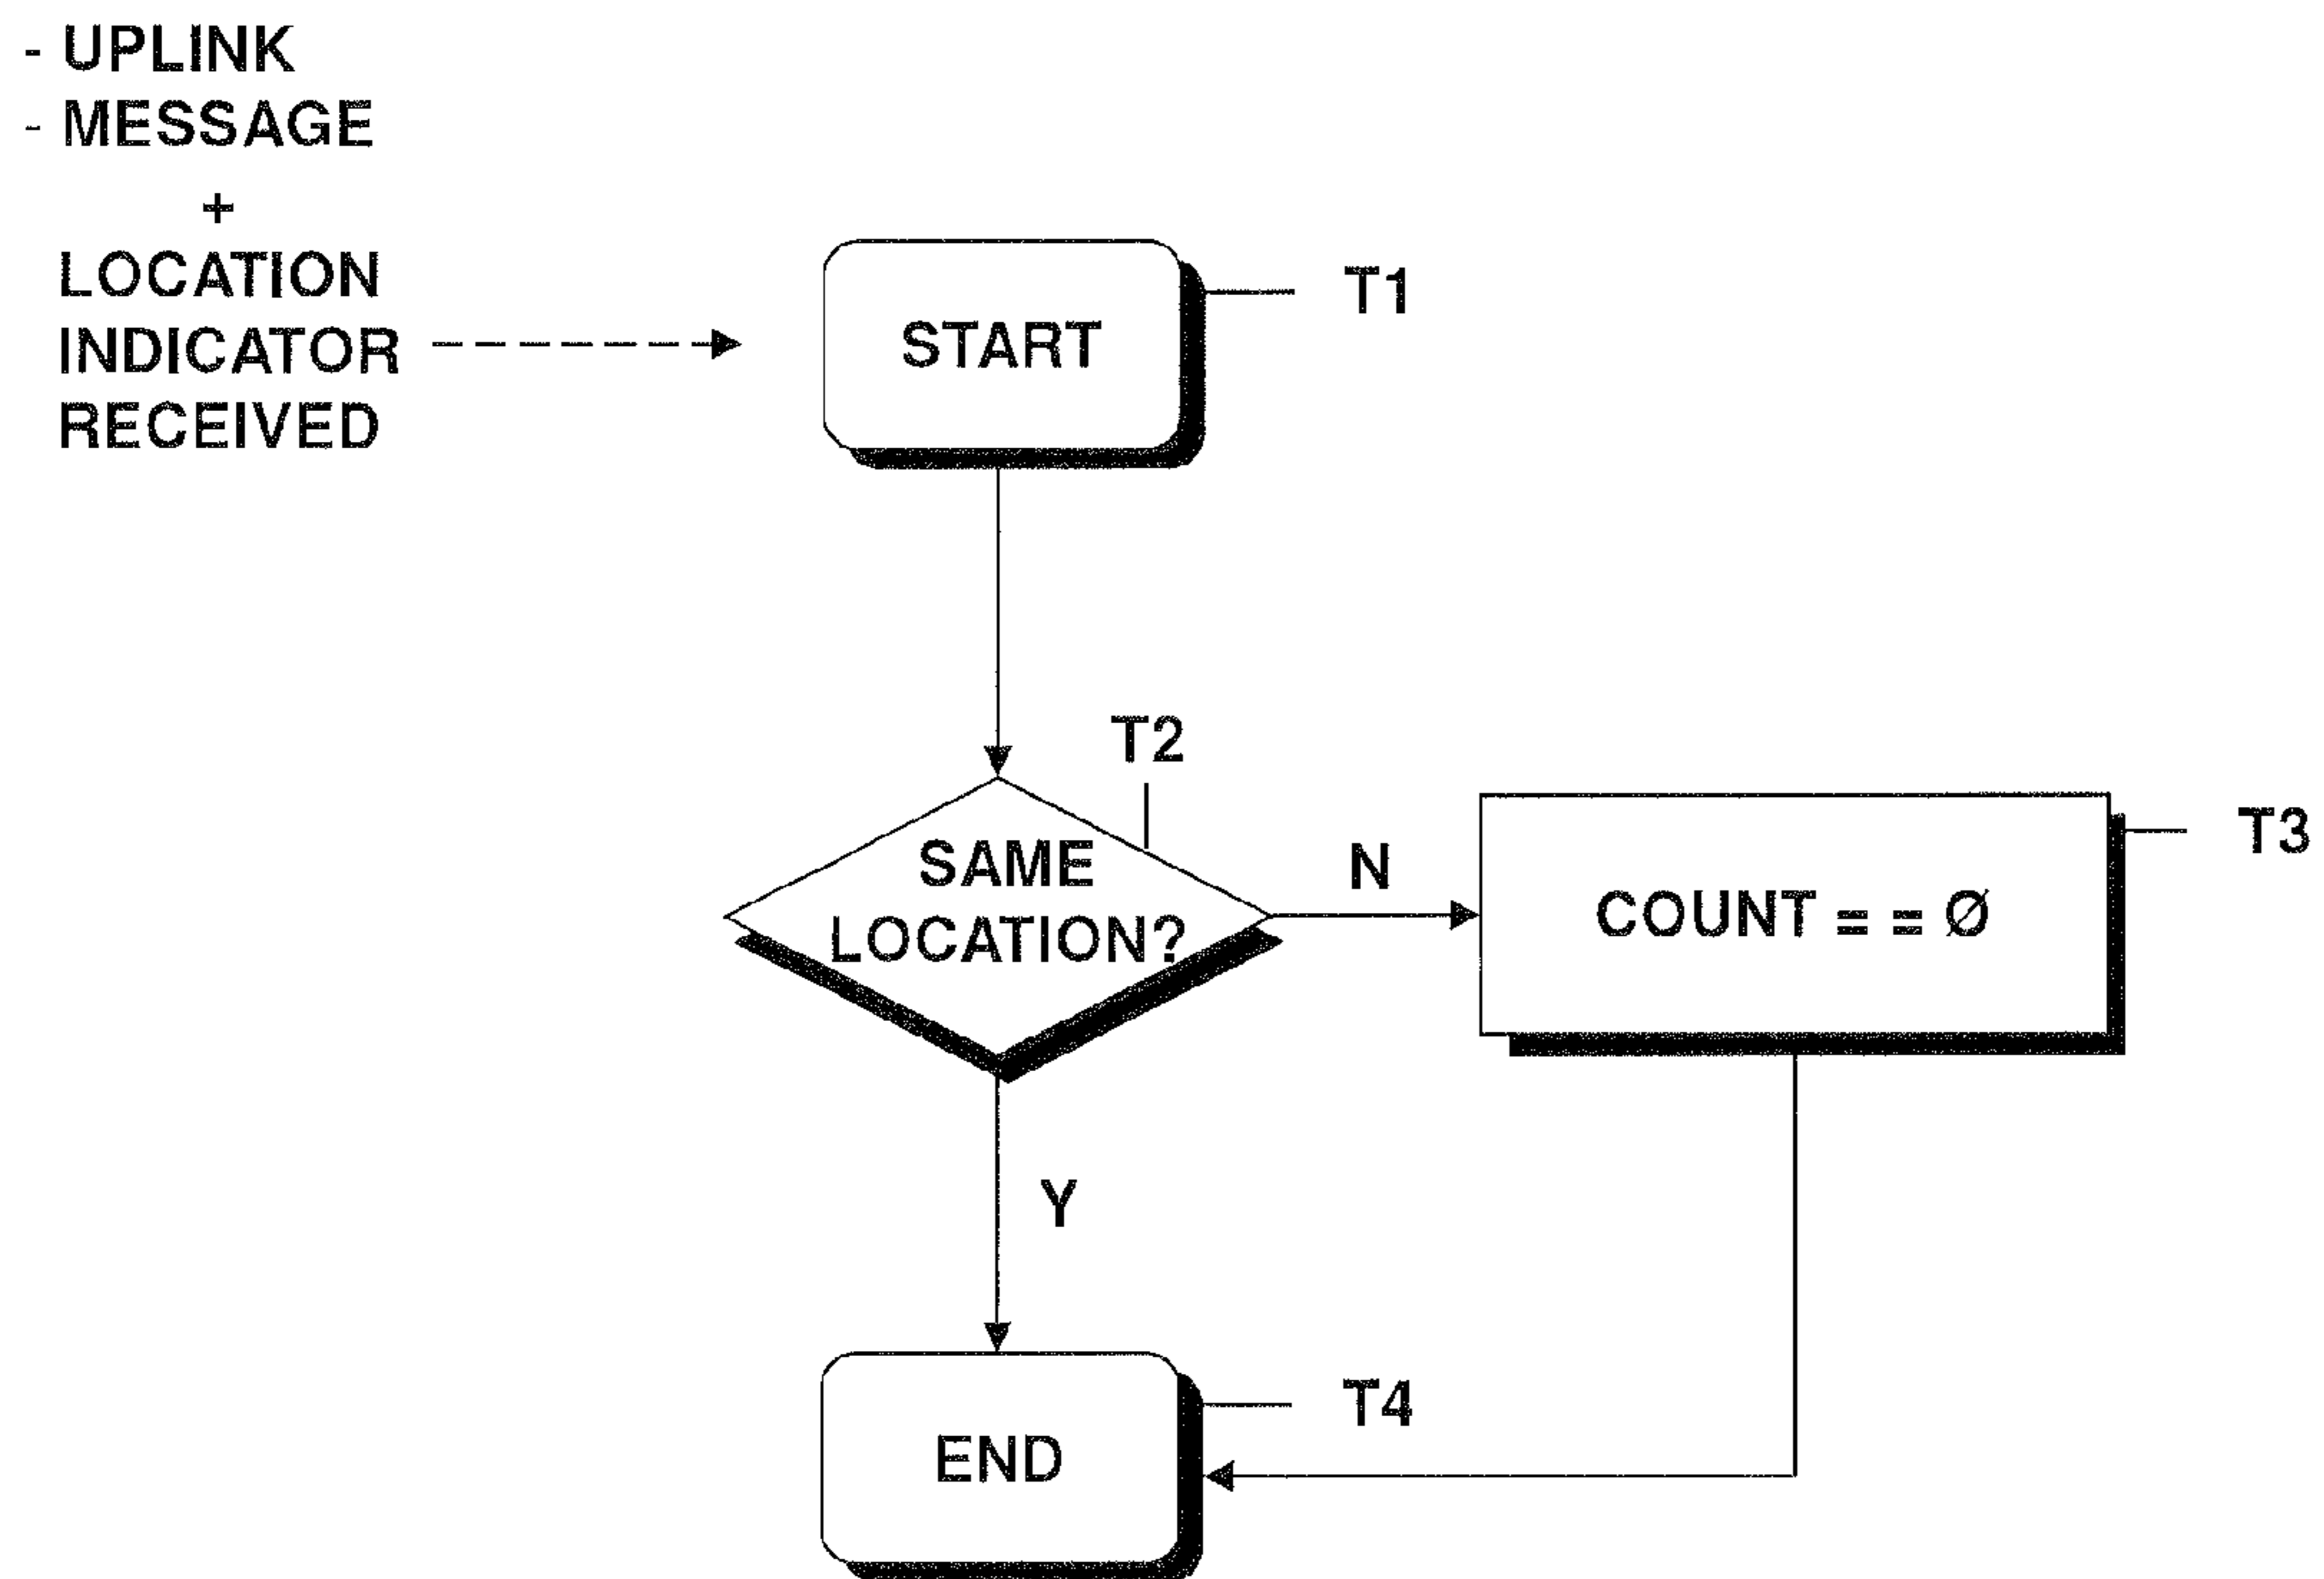 - UPLINK
- MESSAGE
+
LOCATION
INDICATOR
RECEIVED
START
T1
T2
SAME
LOCATION?
N
COUNT = = Ø
T3
Y
END
T4